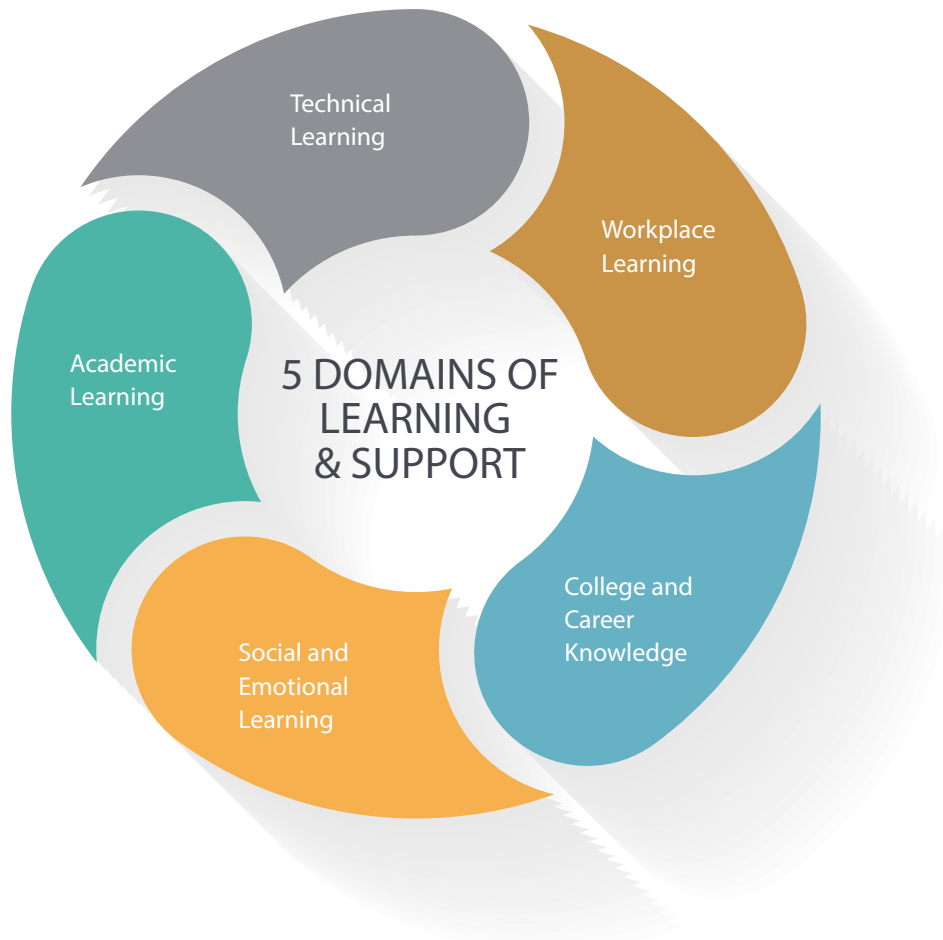 Technical
Learning
Workplace
Learning
Academic
Learning
5 DOMAINS OF
LEARNING
& SUPPORT
College and
Career
Knowledge
Social and
Emotional
Learning